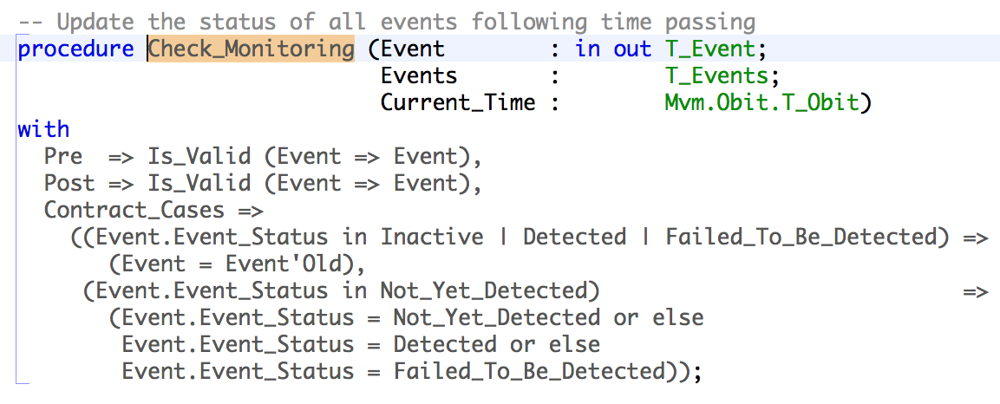 -- Update the status of all events following time passing
procedure Check_Monitoring (Event        : in out T_Event;
                            Events       :        T_Events;
                            Current_Time :        Mvm.Obit.T_Obit)
with
  Pre  => Is_Valid (Event => Event),
  Post => Is_Valid (Event => Event),
  Contract_Cases =>
    ((Event.Event_Status in Inactive | Detected | Failed_To_Be_Detected) =>
       (Event = Event'Old),
     (Event.Event_Status in Not_Yet_Detected)                            =>
       (Event.Event_Status = Not_Yet_Detected or else
        Event.Event_Status = Detected or else
        Event.Event_Status = Failed_To_Be_Detected));